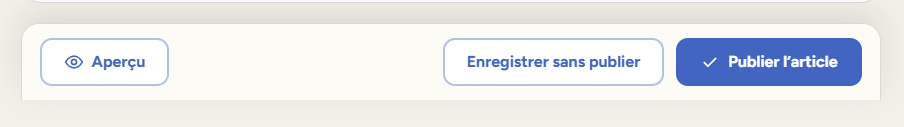 Aperçu
Enregistrer sans publier
Publier l’article